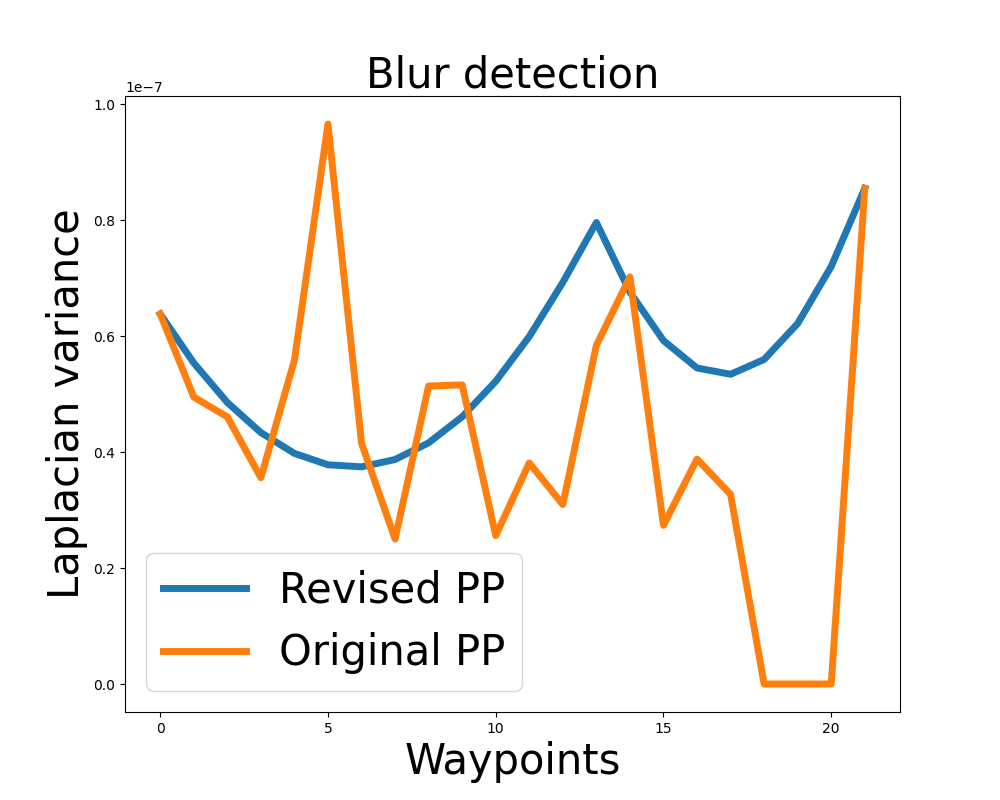 Blur detection
1e−7
1.0
0.8
0.6
0.4
0.2
0.0
Laplacian variance
Revised PP
Original PP
0 5 10 15 20
Waypoints